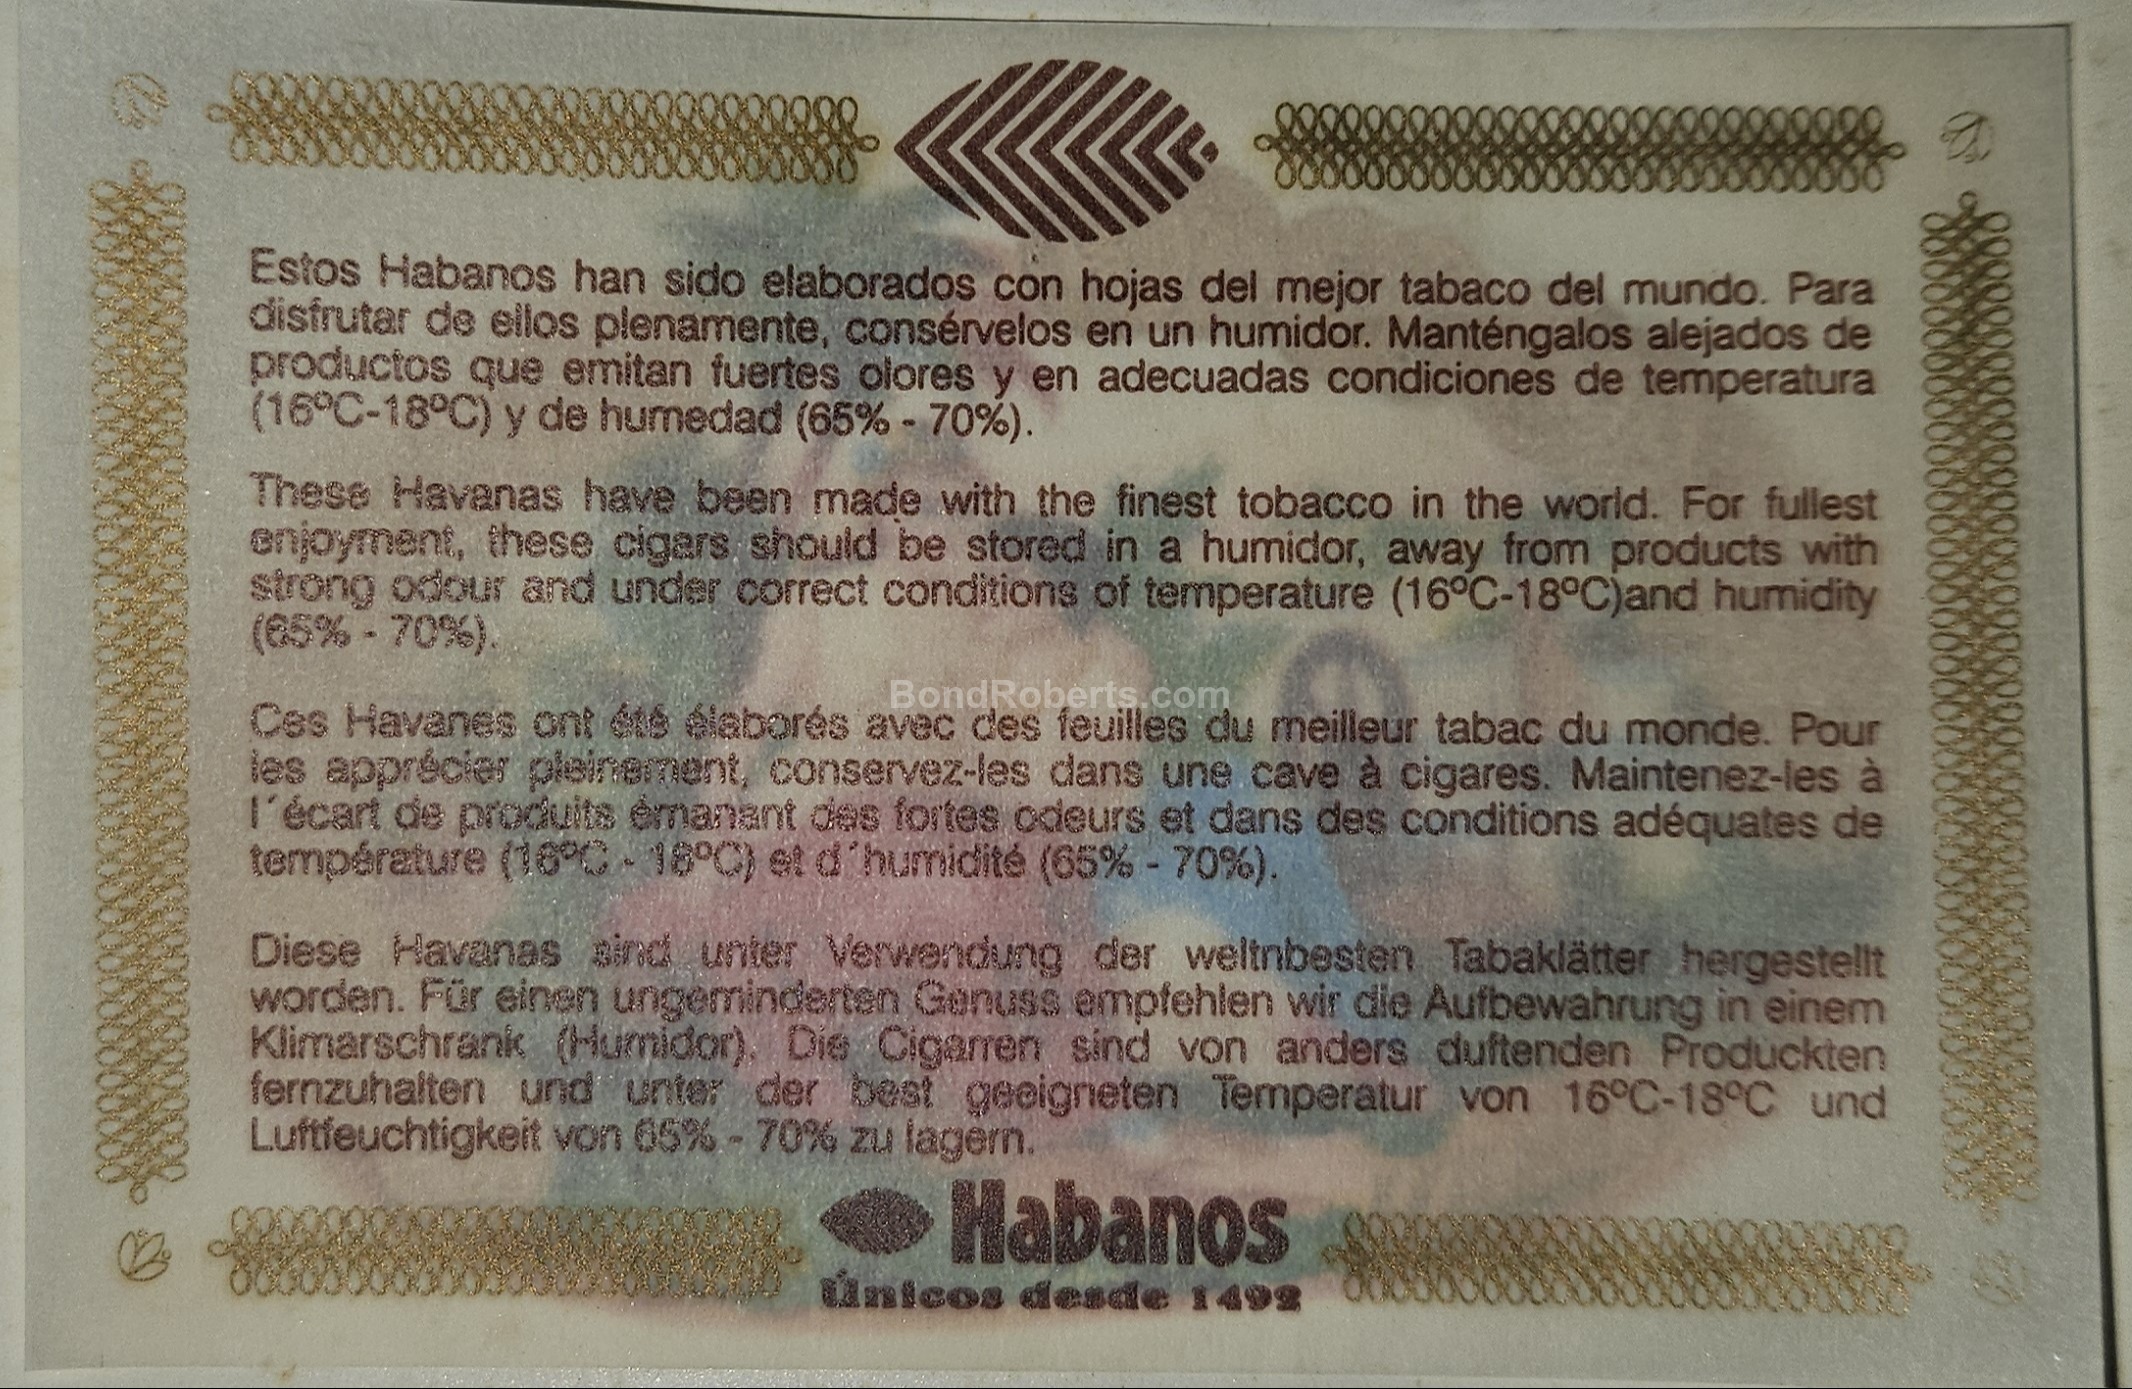 Estos Habanos han sido elaborados con hojas del mejor tabaco del mundo. Para
disfrutar de ellos plenamente, consérvelos en un humidor. Manténgalos alejados de
productos que emitan fuertes olores y en adecuadas condiciones de temperatura
(16ºC-18ºC) y de humedad (65% - 70%).
These Havanas have been made with the finest tobacco in the world. For fullest
enjoyment, these cigars should be stored in a humidor, away from products with
strong odour and under correct conditions of temperature (16ºC-18ºC)and humidity
(65% - 70%).
BondRoberts.com
Ces Havanes ont été élaborés avec des feuilles du meilleur tabac du monde. Pour
les apprécier pleinement, conservez-les dans une cave à cigares. Maintenez-les à
l´écart de produits émanant des fortes odeurs et dans des conditions adéquates de
température (16ºC - 18ºC) et d´humidité (65% - 70%).
Diese Havanas sind unter Verwendung der weltnbesten Tabaklätter hergestellt
worden. Für einen ungeminderten Genuss empfehlen wir die Aufbewahrung in einem
Klimarschrank (Humidor). Die Cigarren sind von anders duftenden Produckten
fernzuhalten und unter der best geeigneten Temperatur von 16ºC-18ºC und
Luftfeuchtigkeit von 65% - 70% zu lagern.
Habanos
Únicos desde 1492